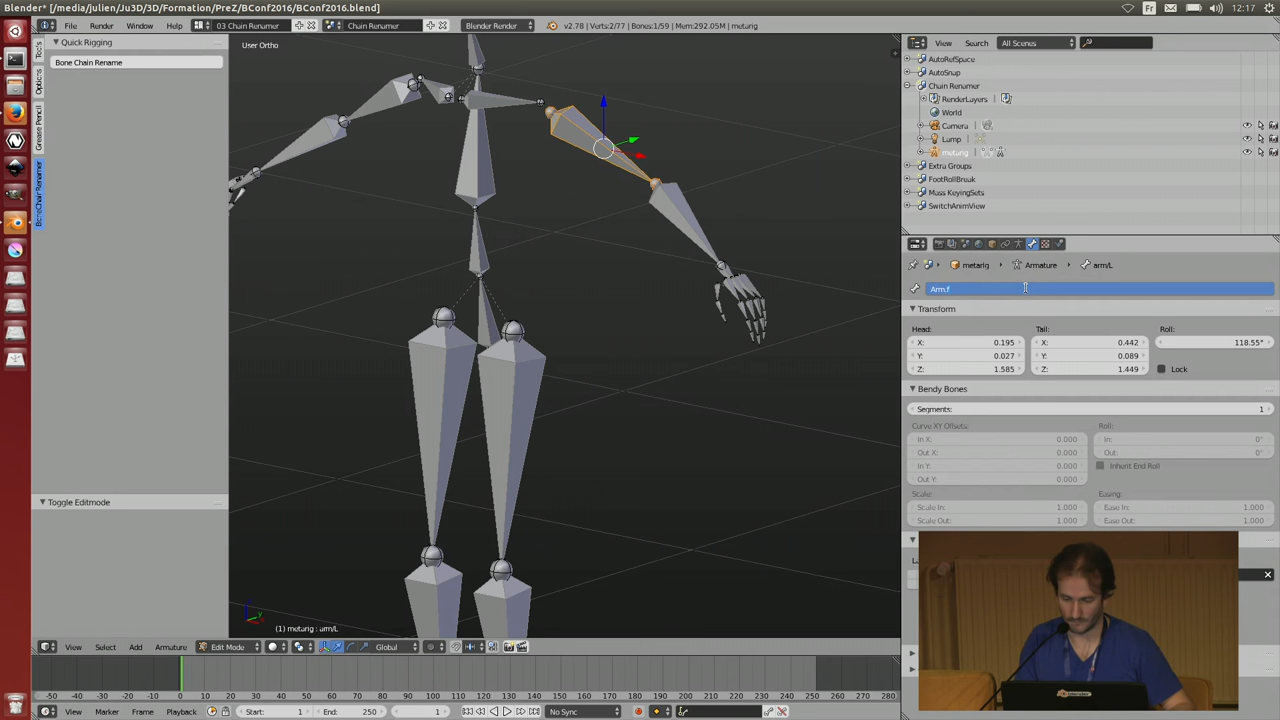 Blender* [/media/julien/Ju3D/3D/Formation/PreZ/BConf2016/BConf2016.blend]
Fr
12:17
File Render Window Help
03 Chain Renamer
Chain Renamer
Blender Render
v2.78 | Verts:2/77 | Bones:1/59 | Mem:292.05M | metarig
Quick Rigging
Bone Chain Rename
Options
Grease Pencil
BoneChainRenamer
Toggle Editmode
User Ortho
(1) metarig : arm/L
View Select Add Armature
Edit Mode
Global
View Search All Scenes
AutoRefSpace
AutoSnap
Chain Renamer
RenderLayers
World
Camera
Lamp
metarig
Extra Groups
FootRollBreak
Mass KeyingSets
SwitchAnimView
metarig Armature arm/L
Arm.f
Transform
Head: Tail: Roll:
X: 0.195 X: 0.442 118.55°
Y: 0.027 Y: 0.089
Z: 1.585 Z: 1.449 Lock
Bendy Bones
Segments: 1
Curve XY Offsets: Roll:
In X: 0.000 In: 0°
Out X: 0.000 Out: 0°
In Y: 0.000 Inherit End Roll
Out Y: 0.000
Scale: Easing:
Scale In: 1.000 Ease In: 1.000
Scale Out: 1.000 Ease Out: 1.000
-50 -40 -30 -20 -10 0 10 20 30 40 50 60 70 80 90 100 110 120 130 140 150 160 170 180 190 200 210 220 230 240 250 260 270 280
View Marker Frame Playback
Start: 1 End: 250 1
No Sync